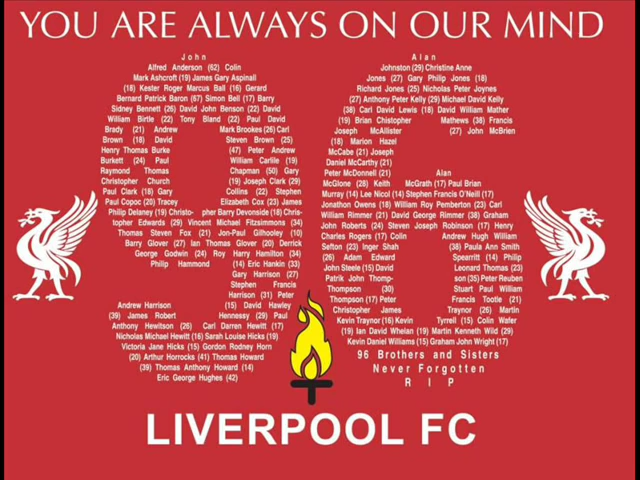 YOU ARE ALWAYS ON OUR MIND
John
Alfred Anderson (62) Colin
Mark Ashcroft (19) James Gary Aspinall
(18) Kester Roger Marcus Ball (16) Gerard
Bernard Patrick Baron (67) Simon Bell (17) Barry
Sidney Bennett (26) David John Benson (22) David
William Birtle (22) Tony Bland (22) Paul David
Brady (21) Andrew Mark Brookes (26) Carl
Brown (18) David Steven Brown (25)
Henry Thomas Burke (47) Peter Andrew
Burkett (24) Paul William Carlile (19)
Raymond Thomas Chapman (50) Gary
Christopher Church (19) Joseph Clark (29)
Paul Clark (18) Gary Collins (22) Stephen
Paul Copoc (20) Tracey Elizabeth Cox (23) James
Philip Delaney (19) Christo- pher Barry Devonside (18) Chris-
topher Edwards (29) Vincent Michael Fitzsimmons (34)
Thomas Steven Fox (21) Jon-Paul Gilhooley (10)
Barry Glover (27) Ian Thomas Glover (20) Derrick
George Godwin (24) Roy Harry Hamilton (34)
Philip Hammond (14) Eric Hankin (33)
Gary Harrison (27)
Stephen Francis
Harrison (31) Peter
Andrew Harrison (15) David Hawley
(39) James Robert Hennessy (29) Paul
Anthony Hewitson (26) Carl Darren Hewitt (17)
Nicholas Michael Hewitt (16) Sarah Louise Hicks (19)
Victoria Jane Hicks (15) Gordon Rodney Horn
(20) Arthur Horrocks (41) Thomas Howard
(39) Thomas Anthony Howard (14)
Eric George Hughes (42)
Alan
Johnston (29) Christine Anne
Jones (27) Gary Philip Jones (18)
Richard Jones (25) Nicholas Peter Joynes
(27) Anthony Peter Kelly (29) Michael David Kelly
(38) Carl David Lewis (18) David William Mather
(19) Brian Chistopher Mathews (38) Francis
Joseph McAllister (27) John McBrien
(18) Marion Hazel
McCabe (21) Joseph
Daniel McCarthy (21)
Peter McDonnell (21) Alan
McGlone (28) Keith McGrath (17) Paul Brian
Murray (14) Lee Nicol (14) Stephen Francis O'Neill (17)
Jonathon Owens (18) William Roy Pemberton (23) Carl
William Rimmer (21) David George Rimmer (38) Graham
John Roberts (24) Steven Joseph Robinson (17) Henry
Charles Rogers (17) Colin Andrew Hugh William
Sefton (23) Inger Shah (38) Paula Ann Smith
(26) Adam Edward Spearritt (14) Philip
John Steele (15) David Leonard Thomas (23)
Patrik John Thomp- son (35) Peter Reuben
Thompson (30) Stuart Paul William
Thompson (17) Peter Francis Tootle (21)
Christopher James Traynor (26) Martin
Kevin Traynor (16) Kevin Tyrrell (15) Colin Wafer
(19) Ian David Whelan (19) Martin Kenneth Wild (29)
Kevin Daniel Williams (15) Graham John Wright (17)
96 Brothers and Sisters
Never Forgotten
R I P
LIVERPOOL FC